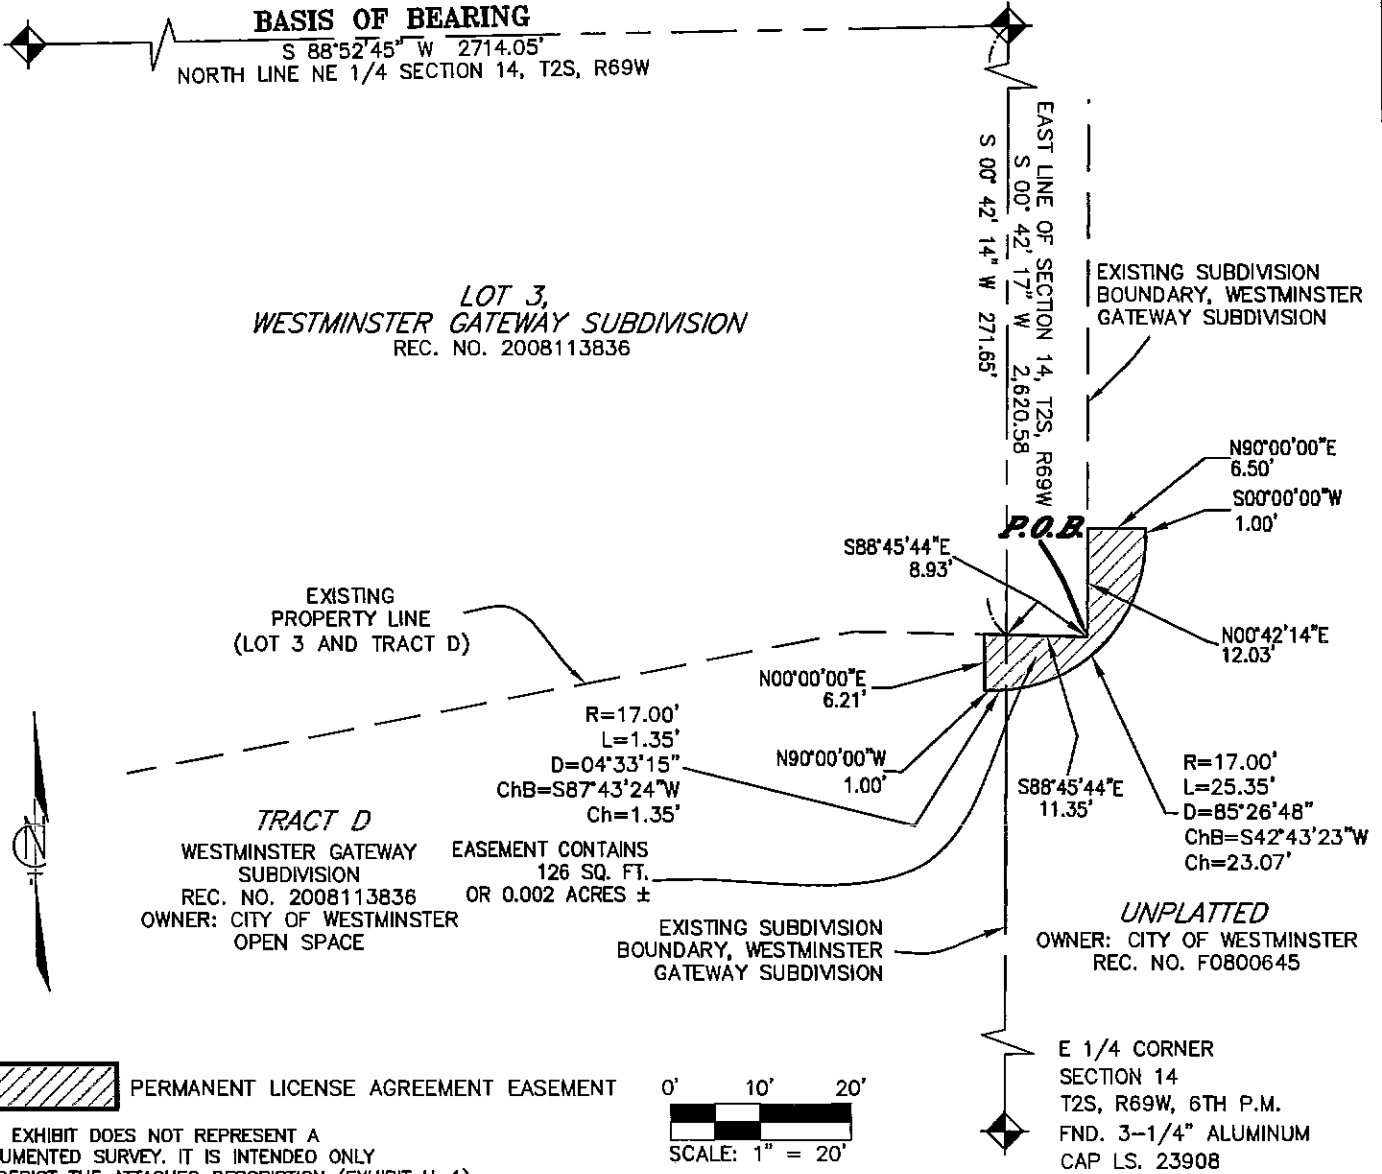 BASIS OF BEARING
S 88°52'45" W 2714.05'
NORTH LINE NE 1/4 SECTION 14, T2S, R69W
EAST LINE OF SECTION 14, T2S, R69W
S 00° 42' 17" W 2,620.58
S 00° 42' 14" W 271.65'
EXISTING SUBDIVISION
BOUNDARY, WESTMINSTER
GATEWAY SUBDIVISION
LOT 3,
WESTMINSTER GATEWAY SUBDIVISION
REC. NO. 2008113836
N90°00'00"E
6.50'
S00°00'00"W
1.00'
P.O.B.
S88°45'44"E
8.93'
EXISTING
PROPERTY LINE
(LOT 3 AND TRACT D)
N00°42'14"E
12.03'
N00°00'00"E
6.21'
R=17.00'
L=1.35'
D=04°33'15"
ChB=S87°43'24"W
Ch=1.35'
N90°00'00"W
1.00'
S88°45'44"E
11.35'
R=17.00'
L=25.35'
D=85°26'48"
ChB=S42°43'23"W
Ch=23.07'
TRACT D
WESTMINSTER GATEWAY
SUBDIVISION
REC. NO. 2008113836
OWNER: CITY OF WESTMINSTER
OPEN SPACE
EASEMENT CONTAINS
126 SQ. FT.
OR 0.002 ACRES ±
EXISTING SUBDIVISION
BOUNDARY, WESTMINSTER
GATEWAY SUBDIVISION
UNPLATTED
OWNER: CITY OF WESTMINSTER
REC. NO. F0800645
N
PERMANENT LICENSE AGREEMENT EASEMENT
0' 10' 20'
SCALE: 1" = 20'
E 1/4 CORNER
SECTION 14
T2S, R69W, 6TH P.M.
FND. 3-1/4" ALUMINUM
CAP LS. 23908
EXHIBIT DOES NOT REPRESENT A
UMENTED SURVEY. IT IS INTENDED ONLY